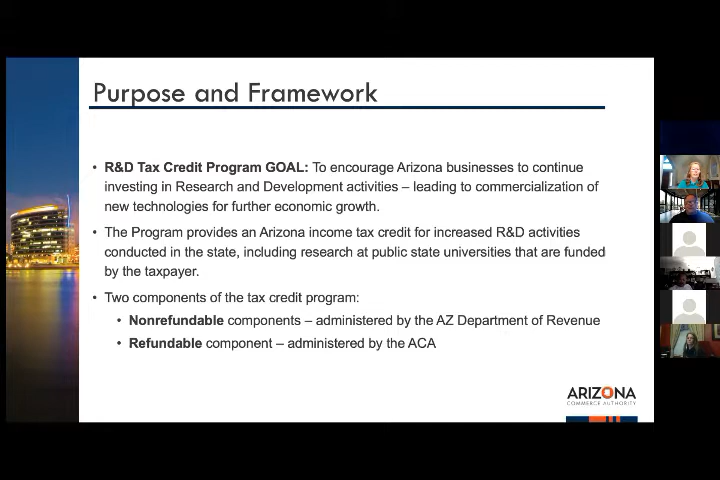 Purpose and Framework
• R&D Tax Credit Program GOAL: To encourage Arizona businesses to continue
investing in Research and Development activities – leading to commercialization of
new technologies for further economic growth.
• The Program provides an Arizona income tax credit for increased R&D activities
conducted in the state, including research at public state universities that are funded
by the taxpayer.
• Two components of the tax credit program:
• Nonrefundable components – administered by the AZ Department of Revenue
• Refundable component – administered by the ACA
ARIZONA
COMMERCE AUTHORITY